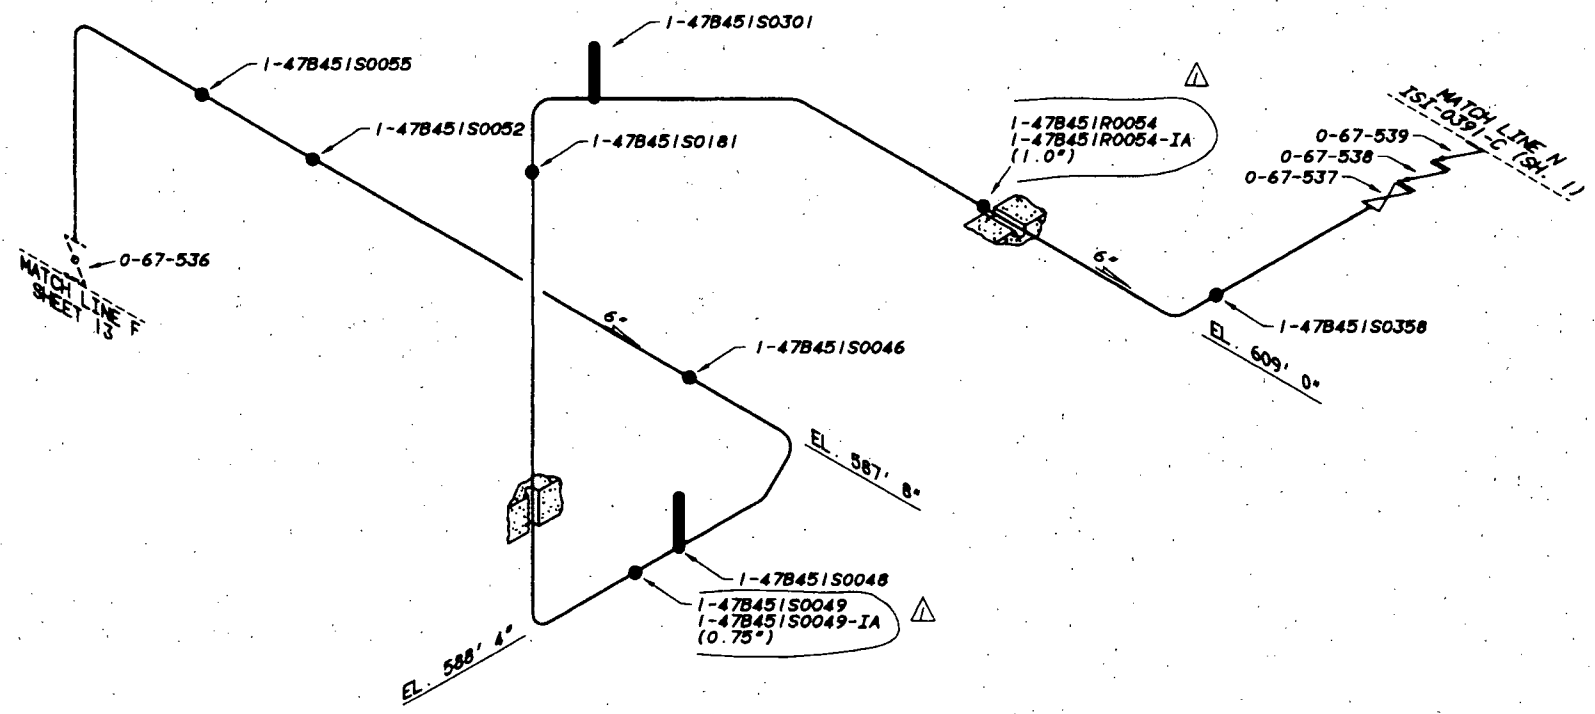 1-47B451S0301
1-47B451S0055
1-47B451S0052
1-47B451S0181
1
1-47B451R0054
1-47B451R0054-IA
(1.0")
MATCH LINE N
ISI-0391-C (SH. 1)
0-67-539
0-67-538
0-67-537
0-67-536
MATCH LINE F
SHEET 13
6"
6"
1-47B451S0358
EL. 609' 0"
1-47B451S0046
EL. 587' 8"
1-47B451S0048
1-47B451S0049
1-47B451S0049-IA
(0.75")
1
EL. 588' 4"